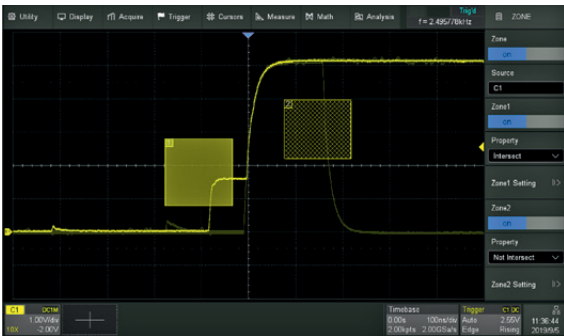 Utility Display Acquire Trigger Cursors Measure Math Analysis
Trig'd
f = 2.495778kHz
ZONE
Zone
on
Source
C1
Zone1
on
Property
Intersect
Zone1 Setting
Zone2
on
Property
Not Intersect
Zone2 Setting
C1 DC1M
1.00V/div
10X -2.00V
Timebase
0.00s 100ns/div
2.00kpts 2.00GSa/s
Trigger C1 DC
Auto 2.55V
Edge Rising
11:36:44
2019/9/5